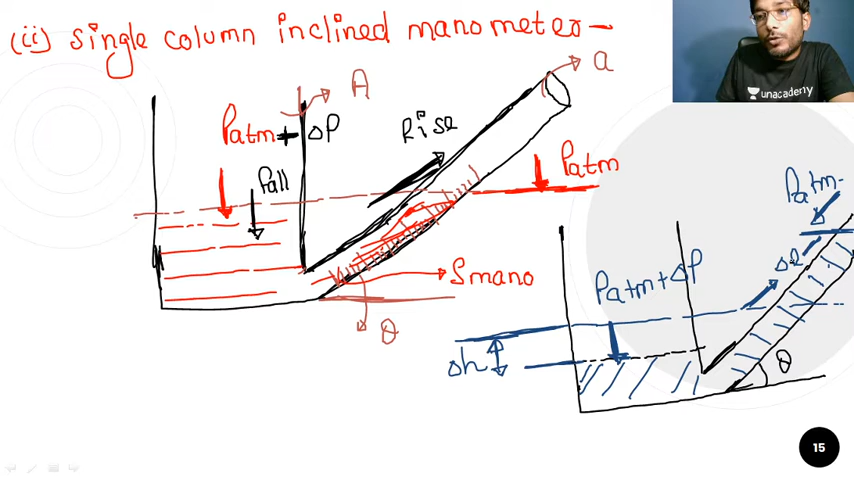 (ii) Single column inclined manometer -
A
a
Patm + ΔP
Rise
Patm
fall
Smano
θ
unacademy
Patm
Patm + ΔP
Δl
Δh
θ
15